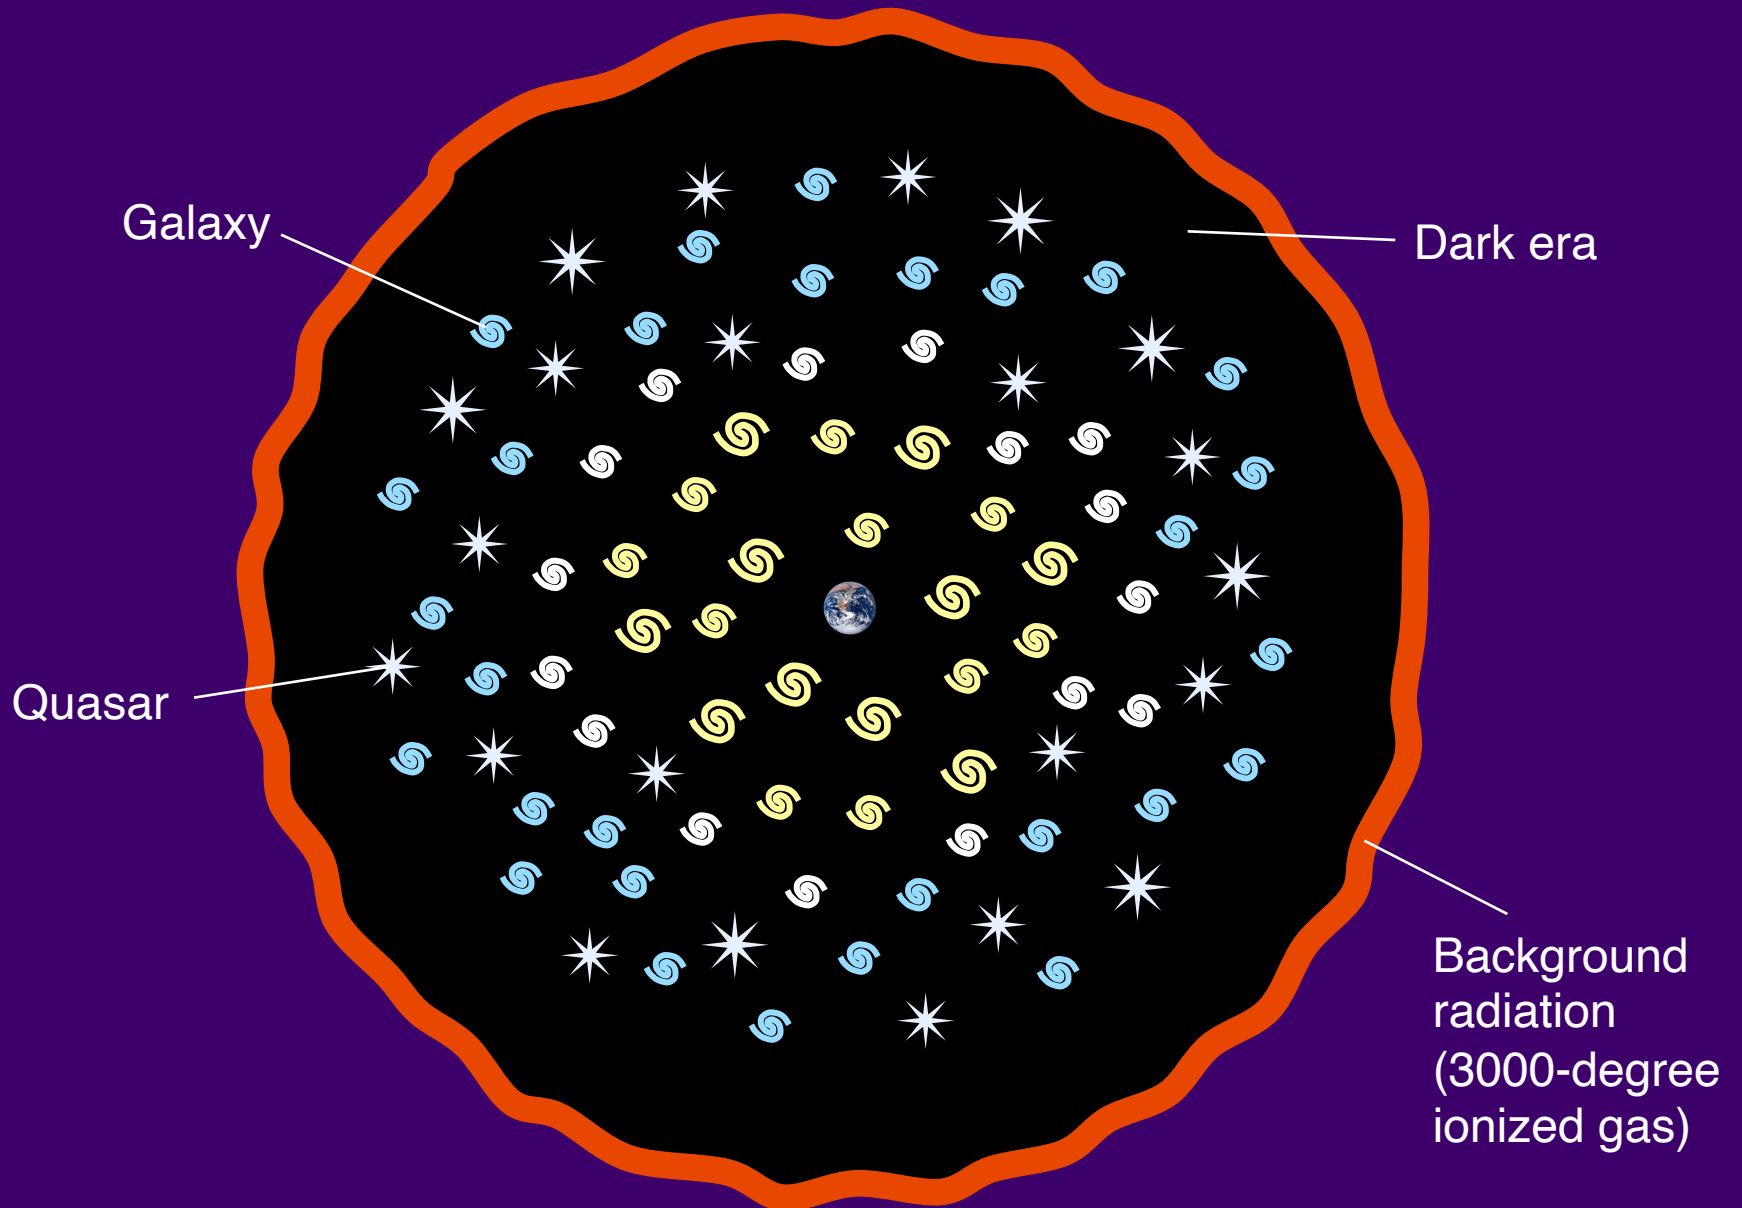 Galaxy
Dark era
Quasar
Background
radiation
(3000-degree
ionized gas)